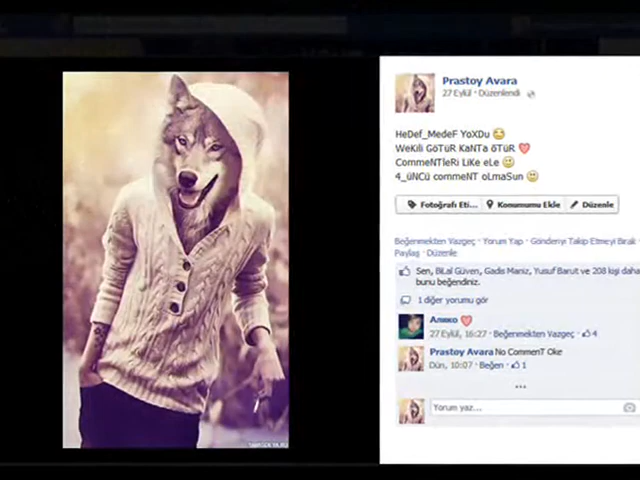 Prastoy Avara
27 Eylül · Düzenlendi
HeDef_MedeF YoXDu
WeKili GöTüR KaNTa öTüR
CommeNTleRi LiKe eLe
4_üNCü commeNT oLmaSun
Fotoğrafı Eti... Konumumu Ekle Düzenle
Beğenmekten Vazgeç · Yorum Yap · Gönderiyi Takip Etmeyi Bırak ·
Paylaş · Düzenle
Sen, BiLal Güven, Gadis Maniz, Yusuf Barut ve 208 kişi daha
bunu beğendiniz.
1 diğer yorumu gör
Алико
27 Eylül, 16:27 · Beğenmekten Vazgeç · 4
Prastoy Avara No CommenT Oke
Dün, 10:07 · Beğen · 1
Yorum yaz...